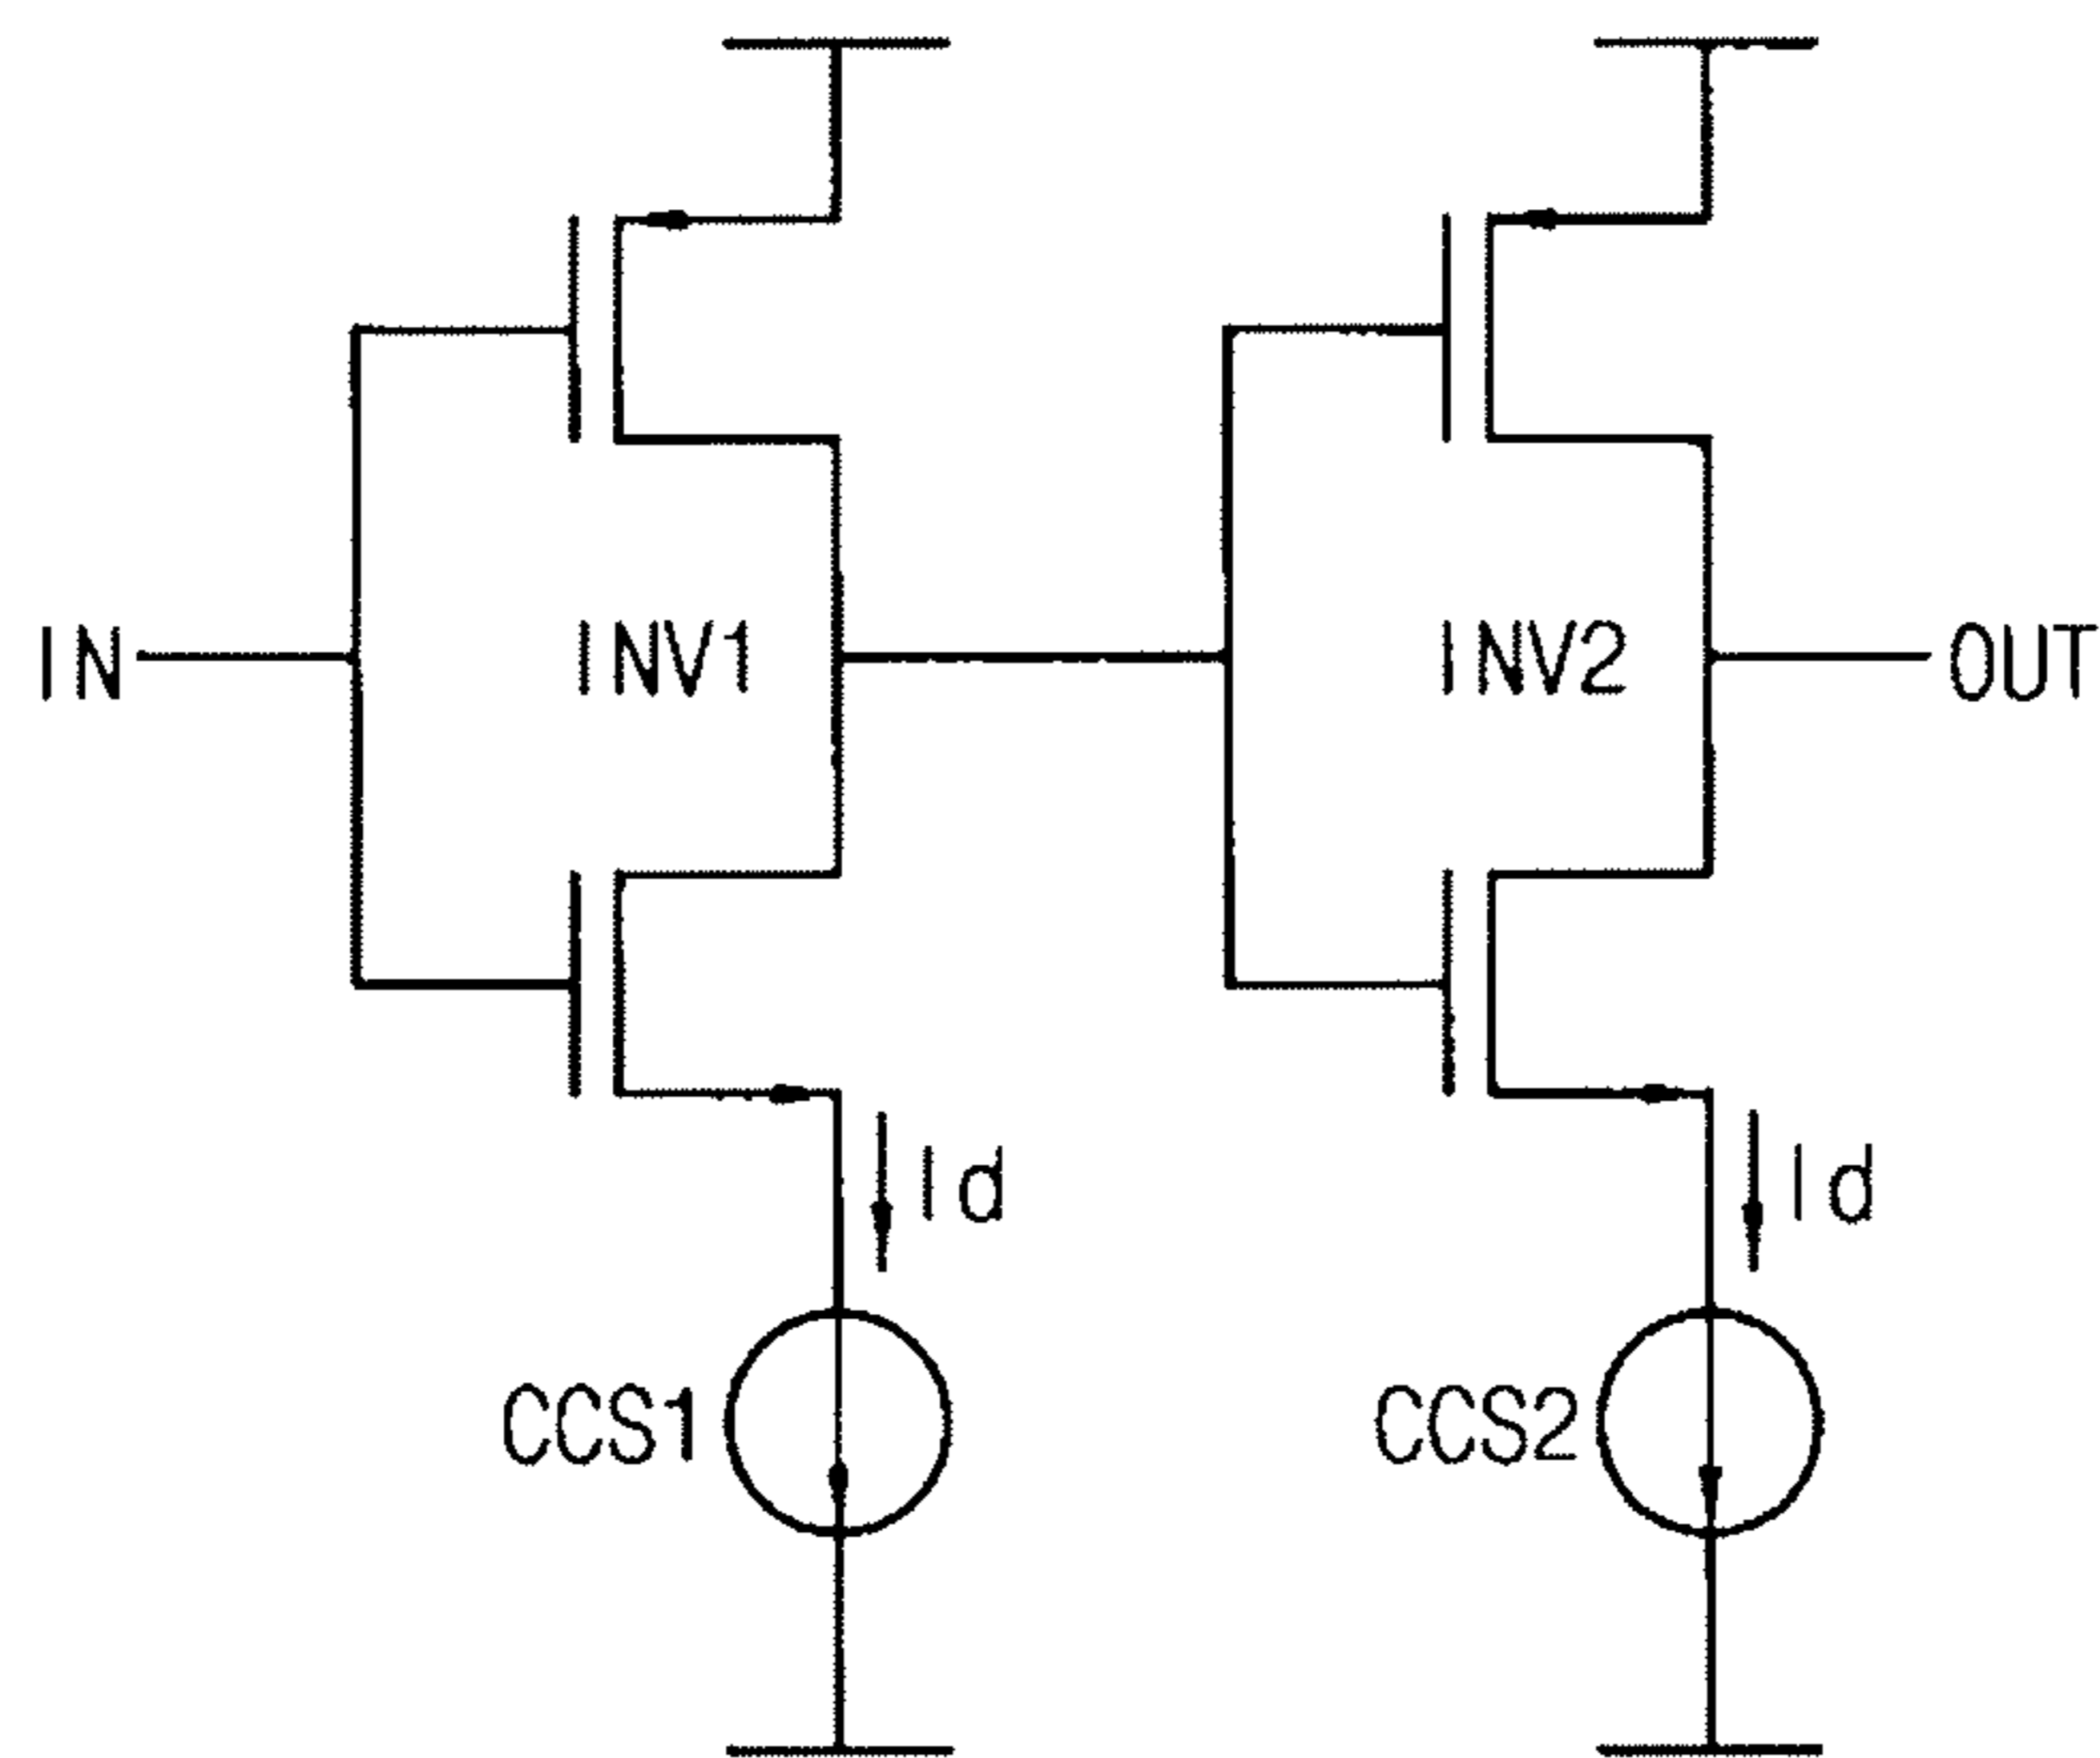 IN
INV1
INV2
OUT
Id
Id
CCS1
CCS2